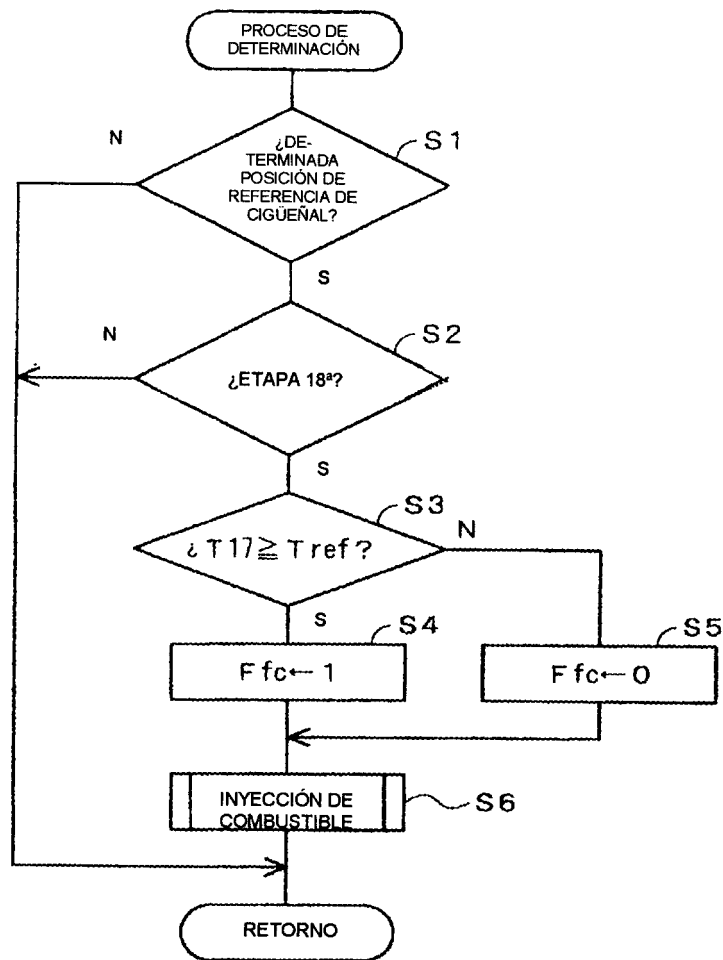 PROCESO DE
DETERMINACIÓN
N
¿DE-
TERMINADA
POSICIÓN DE
REFERENCIA DE
CIGÜEÑAL?
S1
S
N
¿ETAPA 18ª?
S2
S
¿T17≧Tref?
S3
N
S
Ffc←1
S4
Ffc←0
S5
INYECCIÓN DE
COMBUSTIBLE
S6
RETORNO